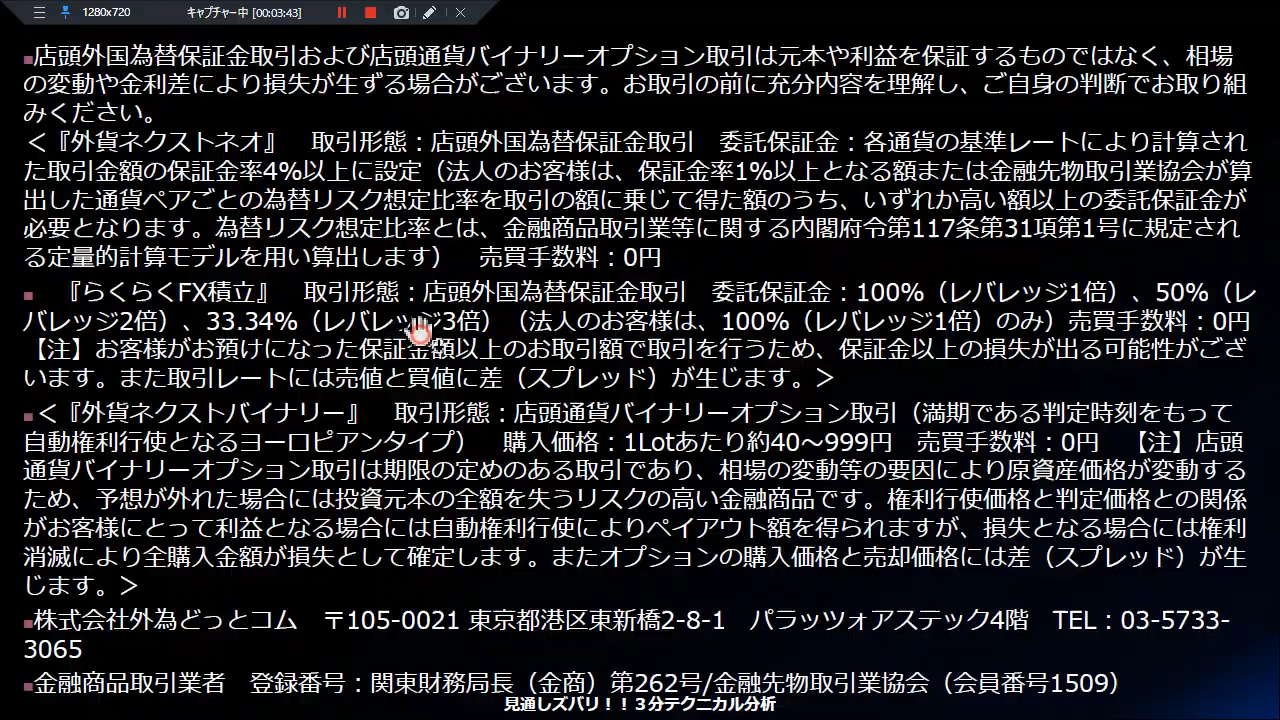 1280x720 キャプチャー中 [00:03:43]
■店頭外国為替保証金取引および店頭通貨バイナリーオプション取引は元本や利益を保証するものではなく、相場
の変動や金利差により損失が生ずる場合がございます。お取引の前に充分内容を理解し、ご自身の判断でお取り組
みください。
＜『外貨ネクストネオ』　取引形態：店頭外国為替保証金取引　委託保証金：各通貨の基準レートにより計算され
た取引金額の保証金率4%以上に設定（法人のお客様は、保証金率1%以上となる額または金融先物取引業協会が算
出した通貨ペアごとの為替リスク想定比率を取引の額に乗じて得た額のうち、いずれか高い額以上の委託保証金が
必要となります。為替リスク想定比率とは、金融商品取引業等に関する内閣府令第117条第31項第1号に規定され
る定量的計算モデルを用い算出します）　売買手数料：0円
■　『らくらくFX積立』　取引形態：店頭外国為替保証金取引　委託保証金：100%（レバレッジ1倍）、50%（レ
バレッジ2倍）、33.34%（レバレッジ3倍）（法人のお客様は、100%（レバレッジ1倍）のみ）売買手数料：0円
【注】お客様がお預けになった保証金額以上のお取引額で取引を行うため、保証金以上の損失が出る可能性がござ
います。また取引レートには売値と買値に差（スプレッド）が生じます。＞
■＜『外貨ネクストバイナリー』　取引形態：店頭通貨バイナリーオプション取引（満期である判定時刻をもって
自動権利行使となるヨーロピアンタイプ）　購入価格：1Lotあたり約40～999円　売買手数料：0円　【注】店頭
通貨バイナリーオプション取引は期限の定めのある取引であり、相場の変動等の要因により原資産価格が変動する
ため、予想が外れた場合には投資元本の全額を失うリスクの高い金融商品です。権利行使価格と判定価格との関係
がお客様にとって利益となる場合には自動権利行使によりペイアウト額を得られますが、損失となる場合には権利
消滅により全購入金額が損失として確定します。またオプションの購入価格と売却価格には差（スプレッド）が生
じます。＞
■株式会社外為どっとコム　〒105-0021 東京都港区東新橋2-8-1　パラッツォアステック4階　TEL：03-5733-
3065
■金融商品取引業者　登録番号：関東財務局長（金商）第262号/金融先物取引業協会（会員番号1509）
見通しズバリ！！３分テクニカル分析